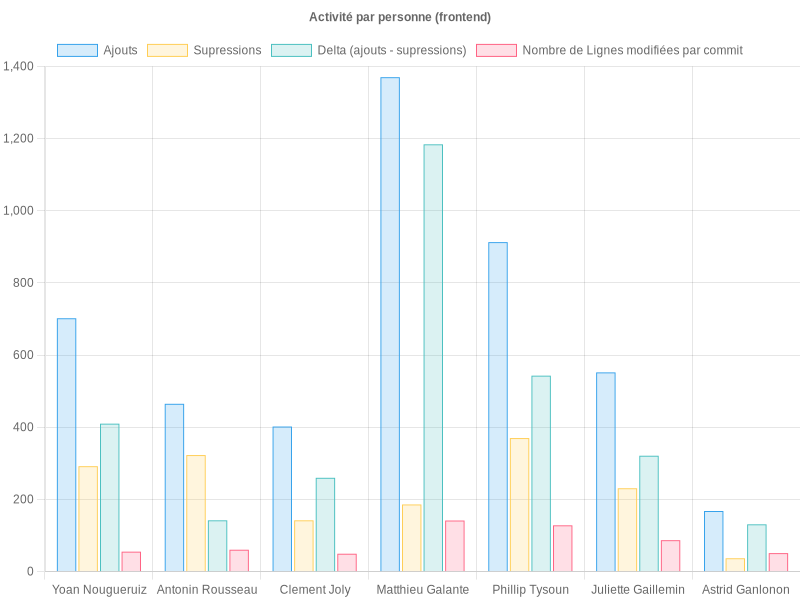 Activité par personne (frontend)
Ajouts Supressions Delta (ajouts - supressions) Nombre de Lignes modifiées par commit
1,400
1,200
1,000
800
600
400
200
0
Yoan Nougueruiz Antonin Rousseau Clement Joly Matthieu Galante Phillip Tysoun Juliette Gaillemin Astrid Ganlonon